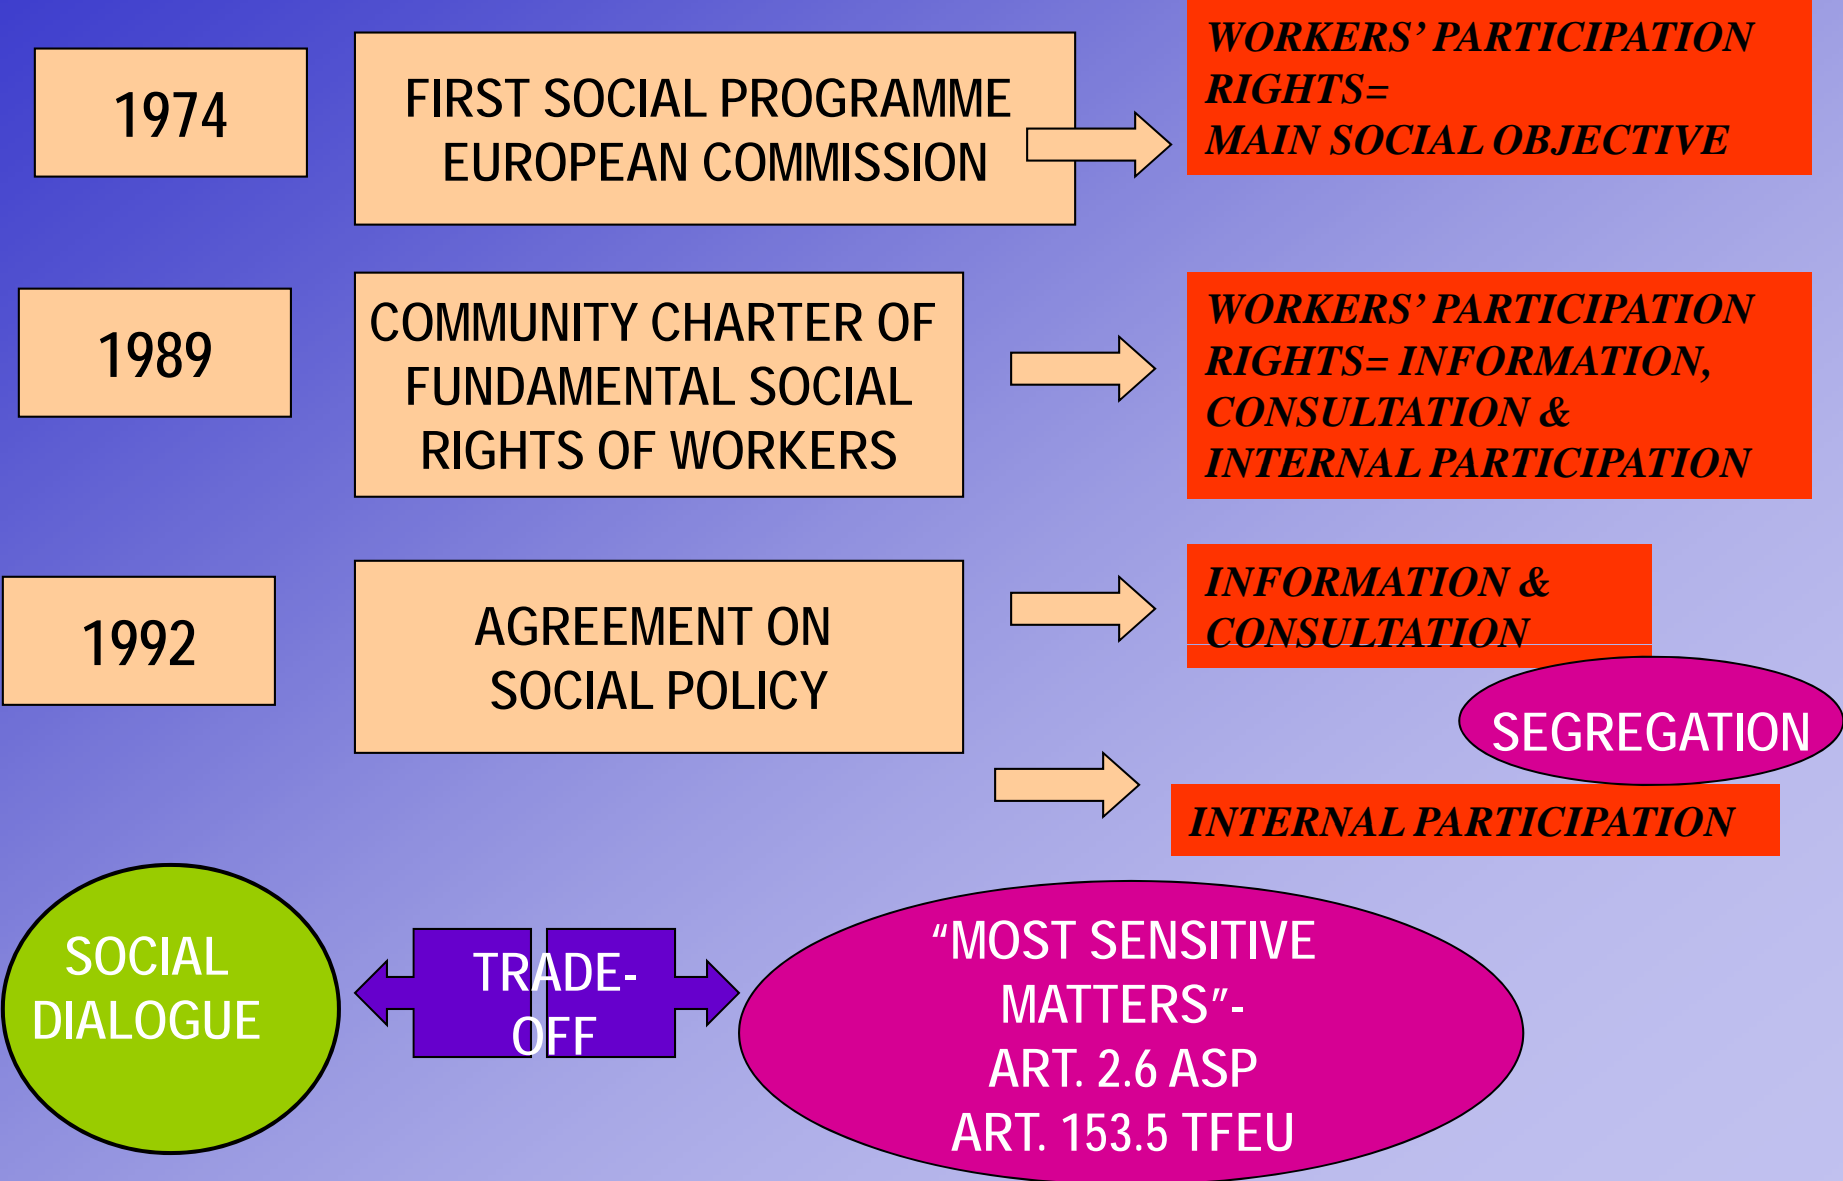 1974
FIRST SOCIAL PROGRAMME
EUROPEAN COMMISSION
WORKERS’ PARTICIPATION
RIGHTS=
MAIN SOCIAL OBJECTIVE
1989
COMMUNITY CHARTER OF
FUNDAMENTAL SOCIAL
RIGHTS OF WORKERS
WORKERS’ PARTICIPATION
RIGHTS= INFORMATION,
CONSULTATION &
INTERNAL PARTICIPATION
1992
AGREEMENT ON
SOCIAL POLICY
INFORMATION &
CONSULTATION
SEGREGATION
INTERNAL PARTICIPATION
SOCIAL
DIALOGUE
TRADE-
OFF
“MOST SENSITIVE
MATTERS”-
ART. 2.6 ASP
ART. 153.5 TFEU